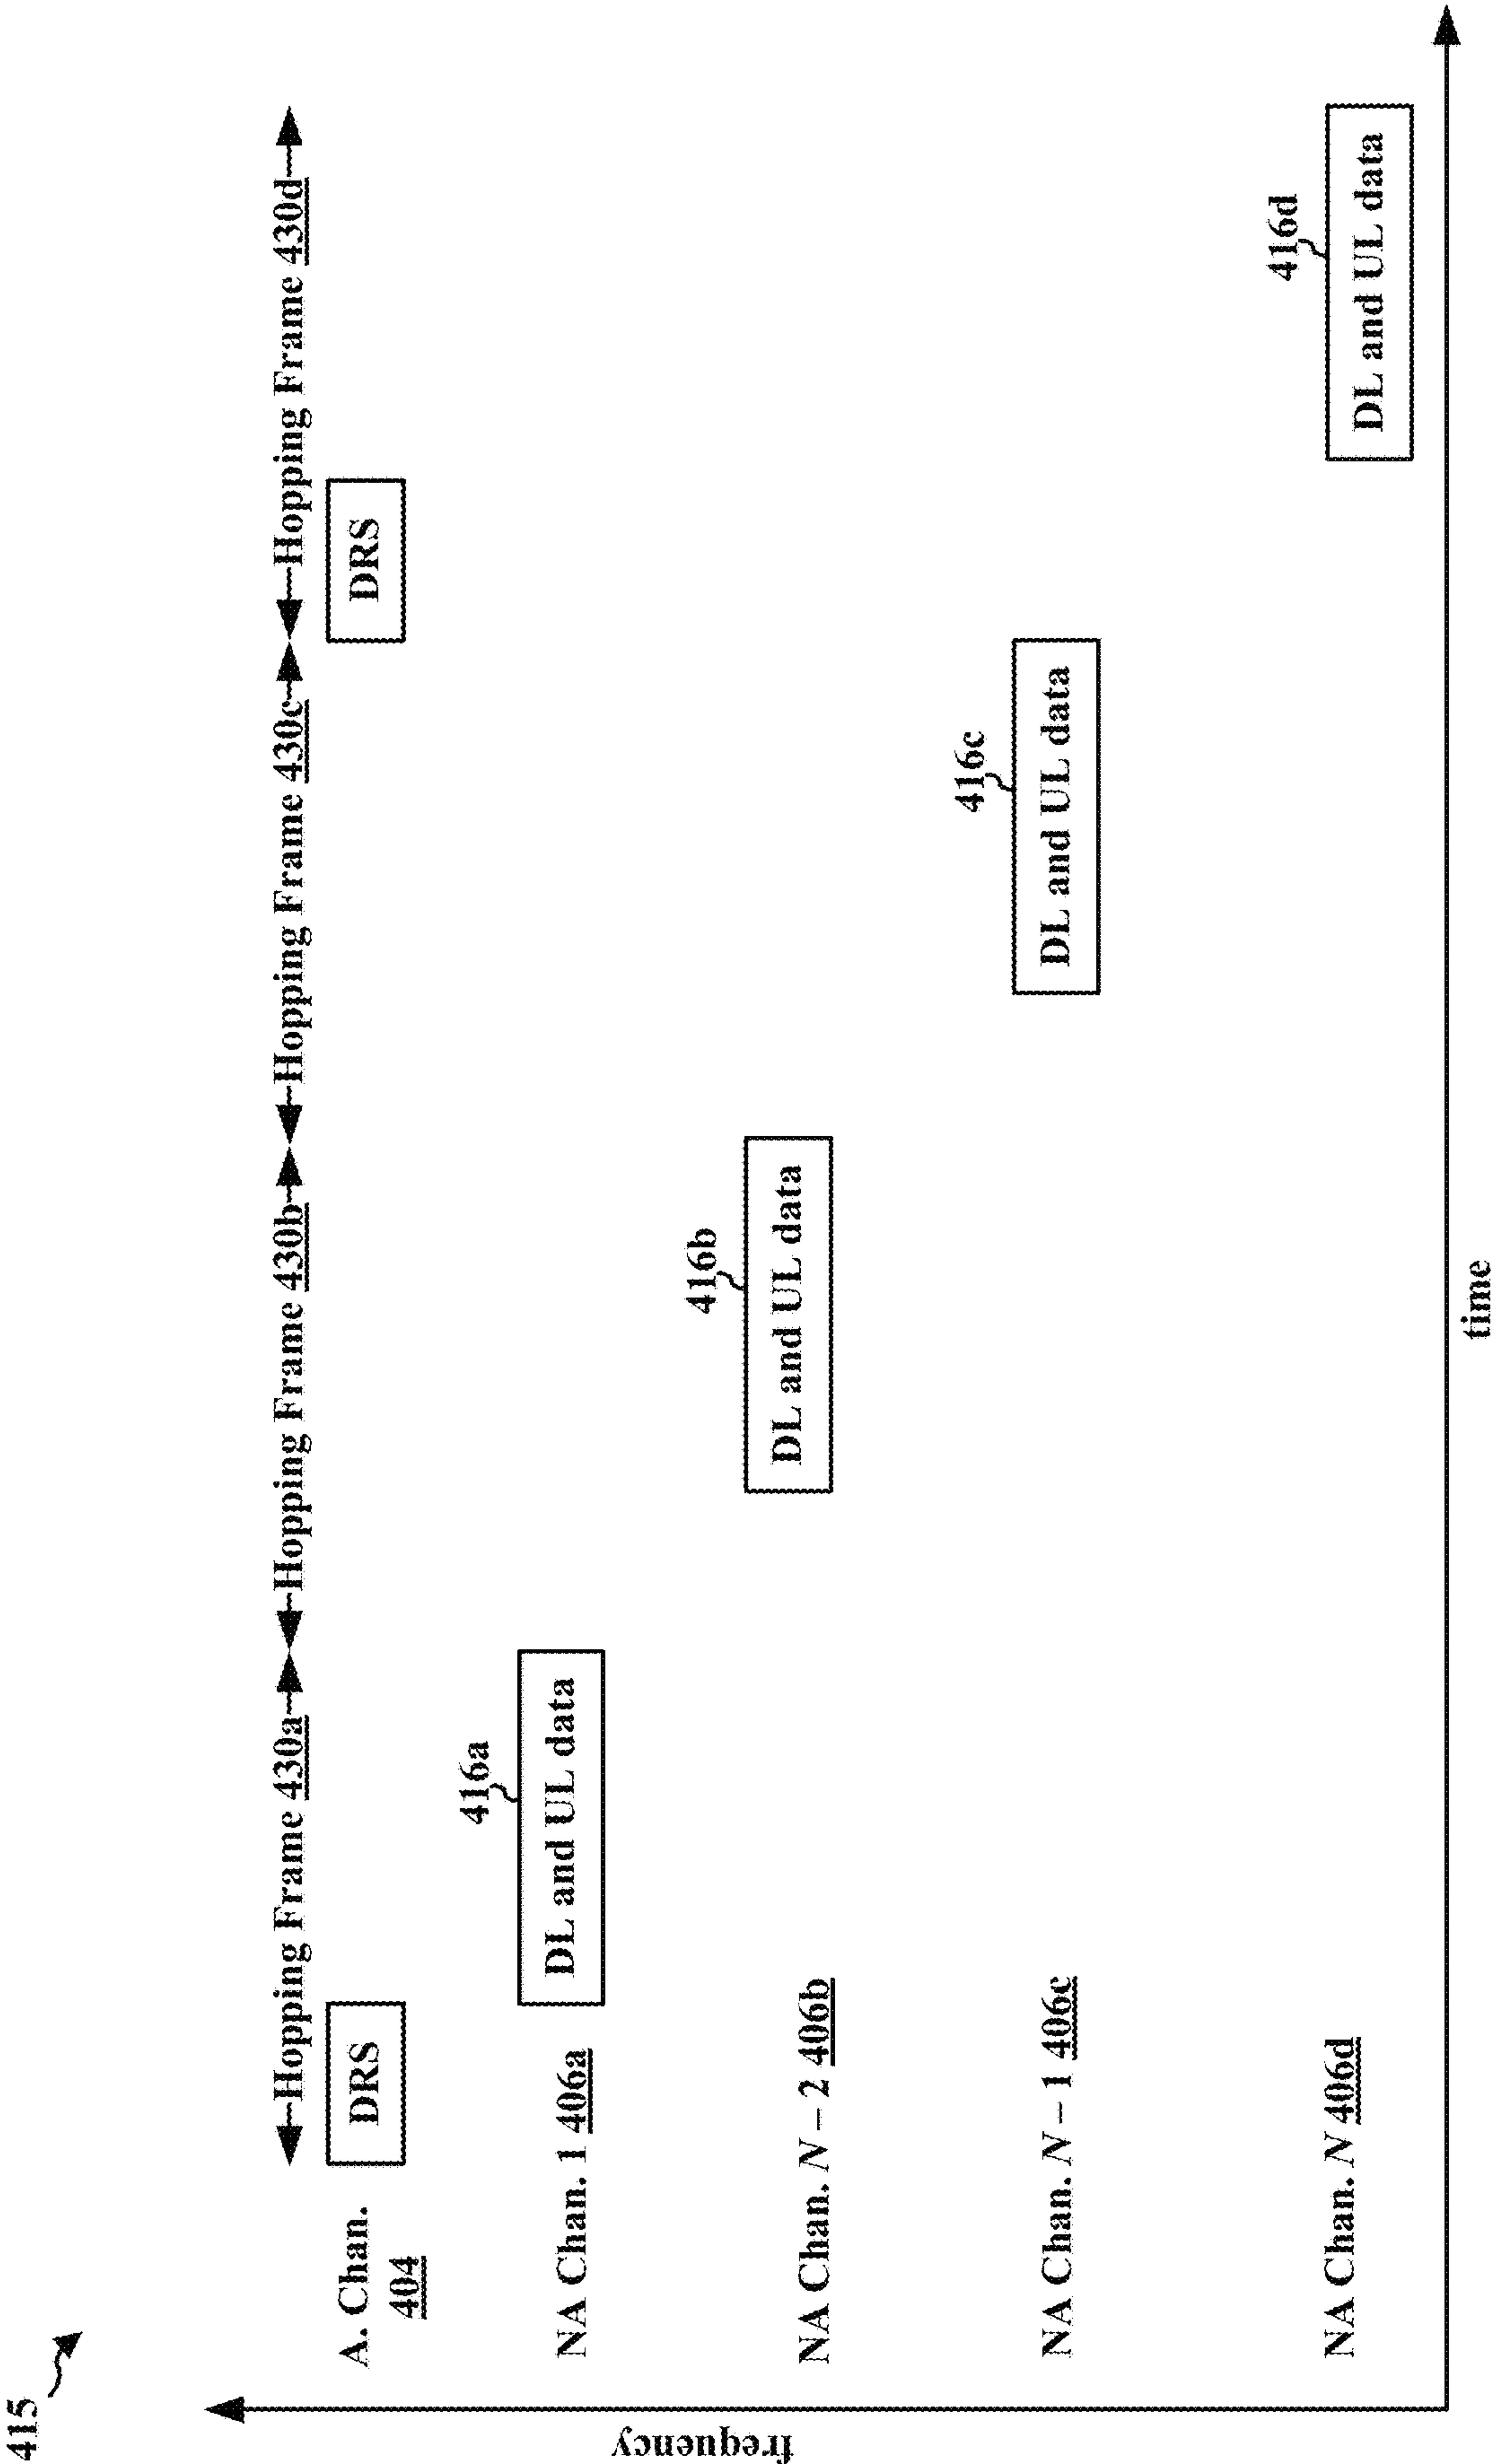 415
Hopping Frame 430a
Hopping Frame 430b
Hopping Frame 430c
Hopping Frame 430d
A. Chan.
404
DRS
DRS
416a
NA Chan. 1 406a
DL and UL data
416b
NA Chan. N – 2 406b
DL and UL data
416c
NA Chan. N – 1 406c
DL and UL data
416d
NA Chan. N 406d
DL and UL data
frequency
time